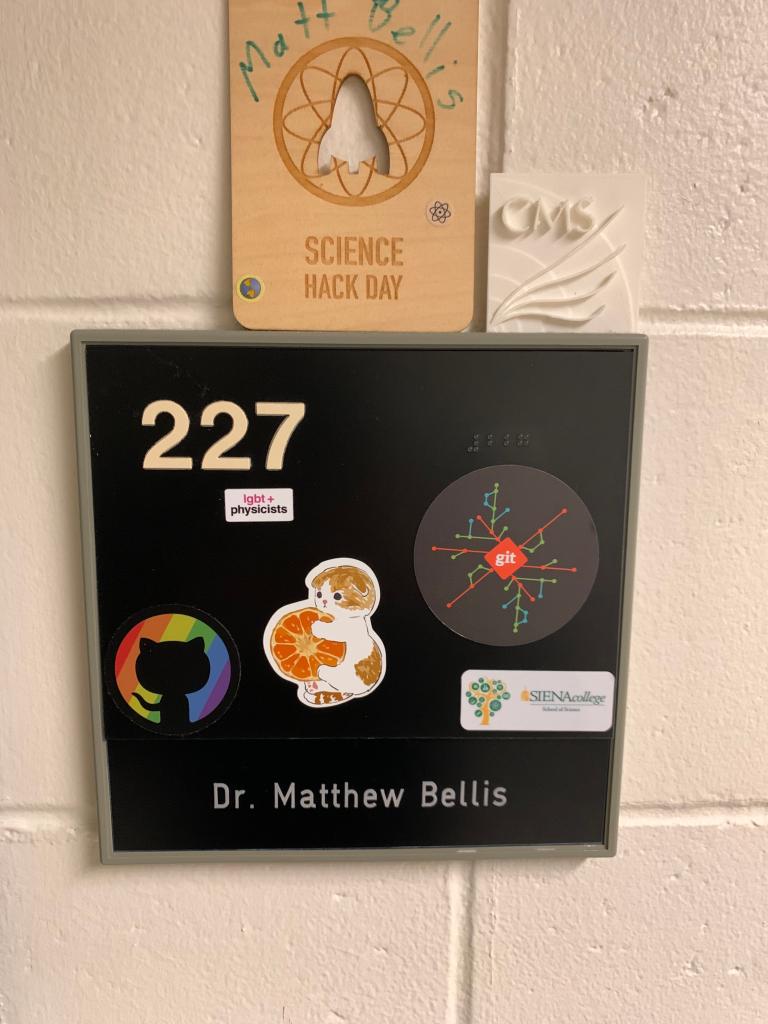 Matt Bellis
SCIENCE
HACK DAY
CMS
227
lgbt+
physicists
git
SIENAcollege
School of Science
Dr. Matthew Bellis